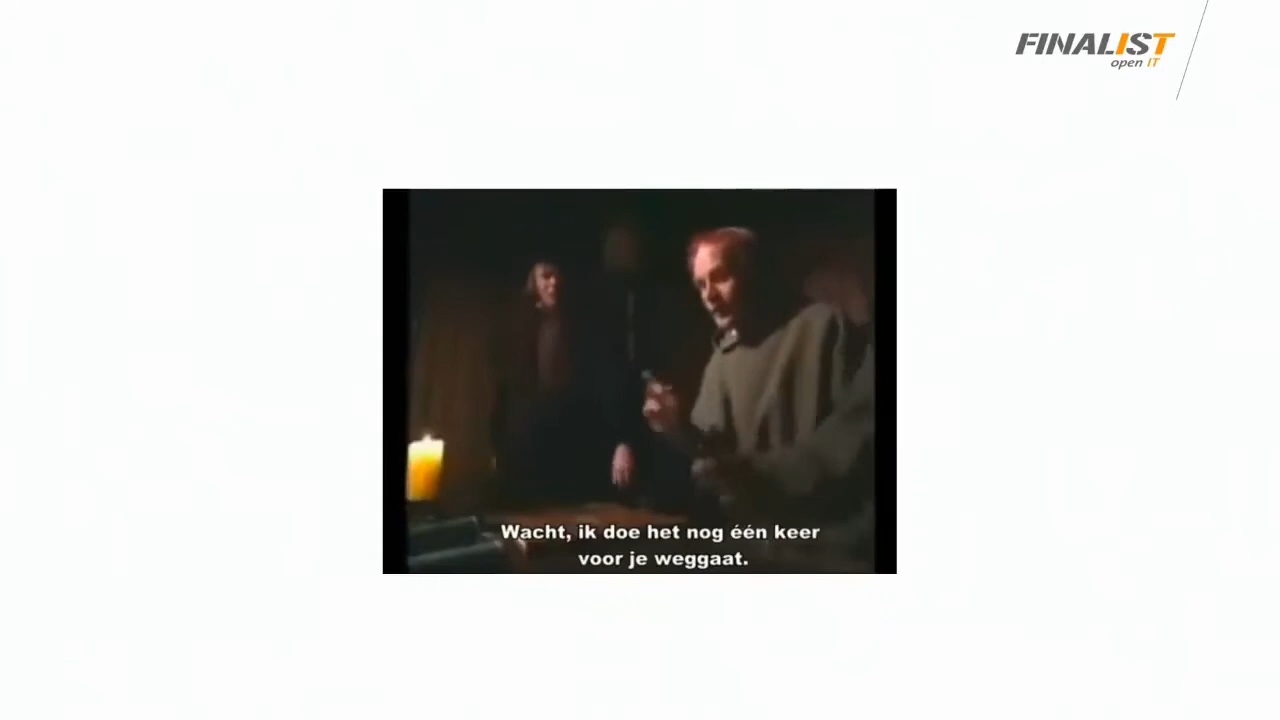 FINALIST
open IT
Wacht, ik doe het nog één keer
voor je weggaat.